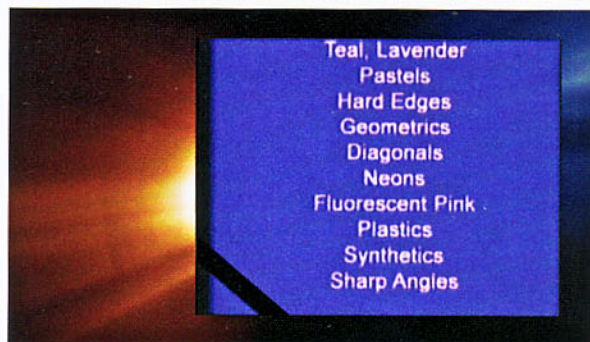 Teal, Lavender
Pastels
Hard Edges
Geometrics
Diagonals
Neons
Fluorescent Pink
Plastics
Synthetics
Sharp Angles